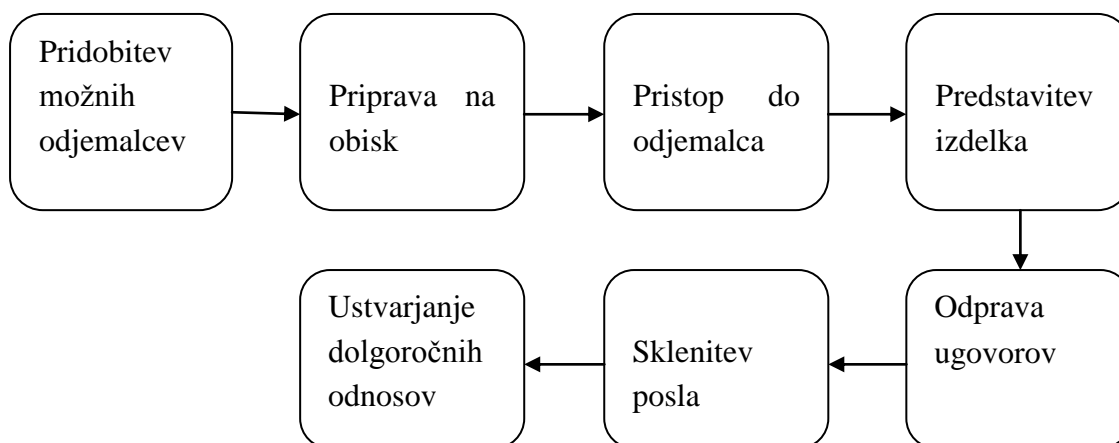 Pridobitev
možnih
odjemalcev
Priprava na
obisk
Pristop do
odjemalca
Predstavitev
izdelka
Odprava
ugovorov
Sklenitev
posla
Ustvarjanje
dolgoročnih
odnosov